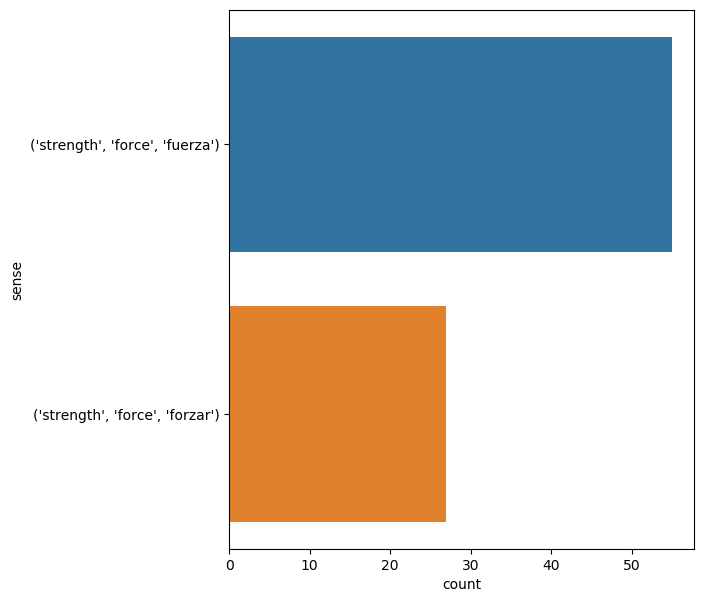 ('strength', 'force', 'fuerza')
sense
('strength', 'force', 'forzar')
0 10 20 30 40 50
count